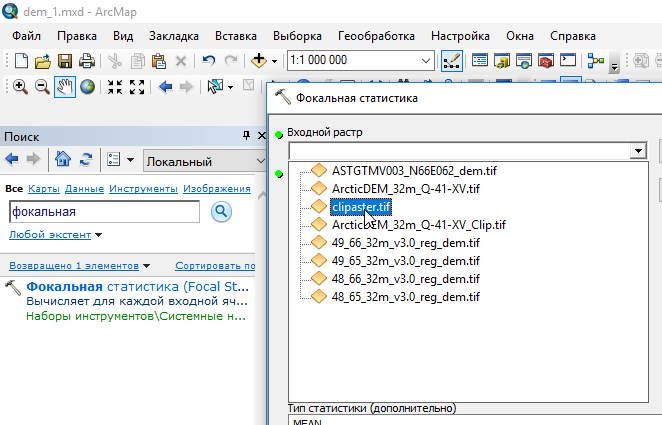 dem_1.mxd - ArcMap
Файл Правка Вид Закладка Вставка Выборка Геообработка Настройка Окна Справка
1:1 000 000
Фокальная статистика
Поиск
Входной растр
Локальный
Все Карты Данные Инструменты Изображения
фокальная
Любой экстент
Возвращено 1 элементов Сортировать по
Фокальная статистика (Focal St...
Вычисляет для каждой входной яч...
Наборы инструментов\Системные н...
ASTGTMV003_N66E062_dem.tif
ArcticDEM_32m_Q-41-XV.tif
clipaster.tif
ArcticDEM_32m_Q-41-XV_Clip.tif
49_66_32m_v3.0_reg_dem.tif
49_65_32m_v3.0_reg_dem.tif
48_66_32m_v3.0_reg_dem.tif
48_65_32m_v3.0_reg_dem.tif
Тип статистики (дополнительно)
MEAN